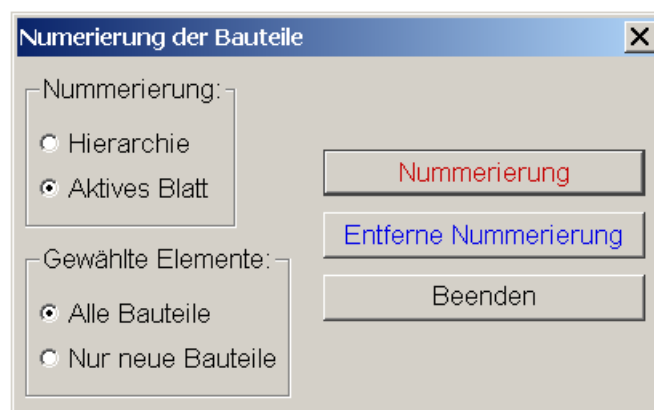 Numerierung der Bauteile
Nummerierung:
Hierarchie
Aktives Blatt
Gewählte Elemente:
Alle Bauteile
Nur neue Bauteile
Nummerierung
Entferne Nummerierung
Beenden